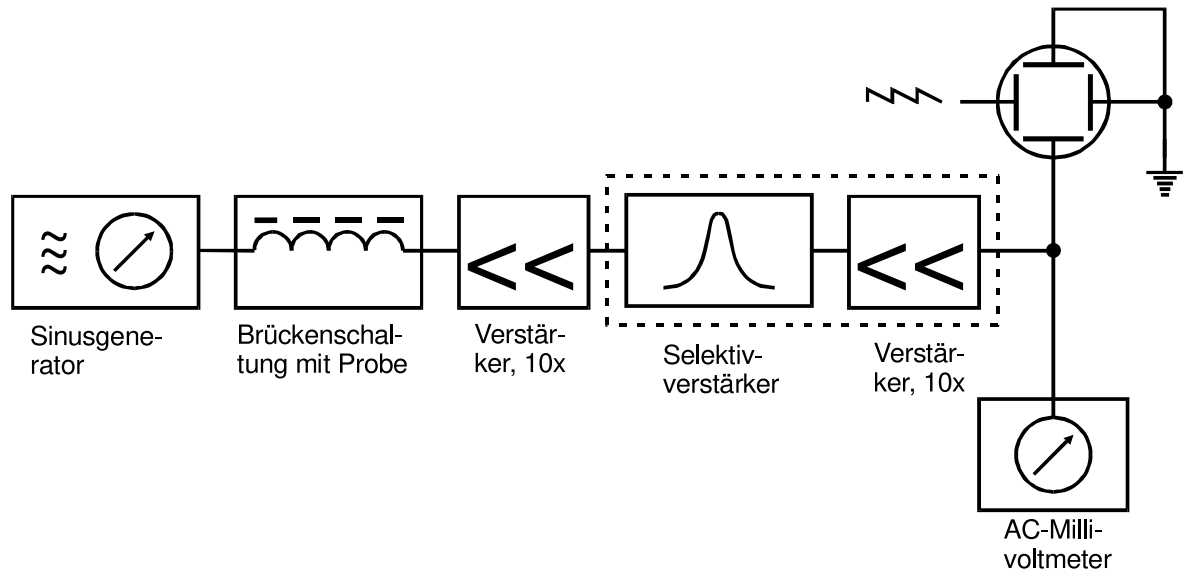 Sinusgene-
rator
Brückenschal-
tung mit Probe
Verstär-
ker, 10x
Selektiv-
verstärker
Verstär-
ker, 10x
AC-Milli-
voltmeter